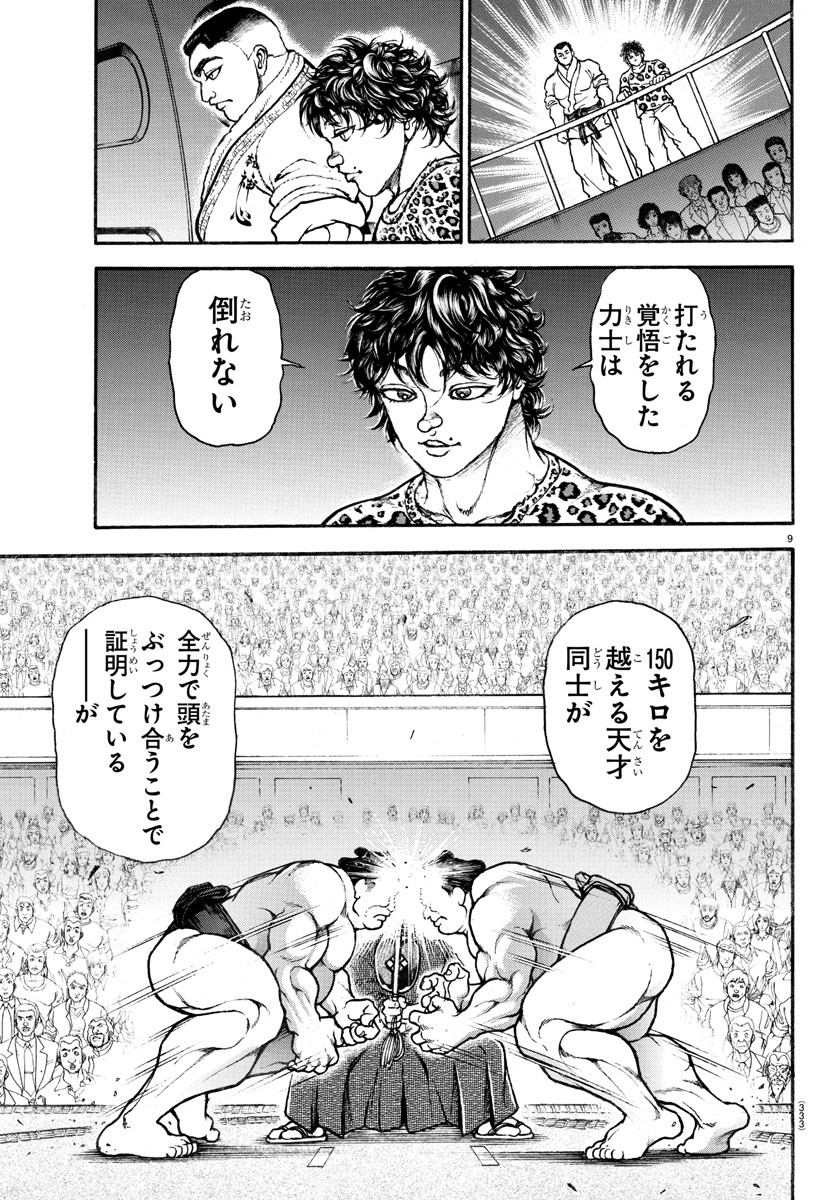 打たれる
覚悟をした
力士は
倒れない
9
150キロを
越える天才
同士が
全力で頭を
ぶっつけ合うことで
証明している
――が
(333)